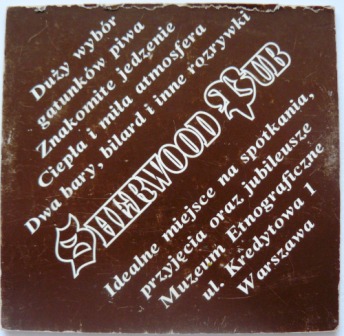 Duży wybór
gatunków piwa
Znakomite jedzenie
Ciepła i miła atmosfera
Dwa bary, bilard i inne rozrywki
SHERWOOD PUB
Idealne miejsce na spotkania,
przyjęcia oraz jubileusze
Muzeum Etnograficzne
ul. Kredytowa 1
Warszawa